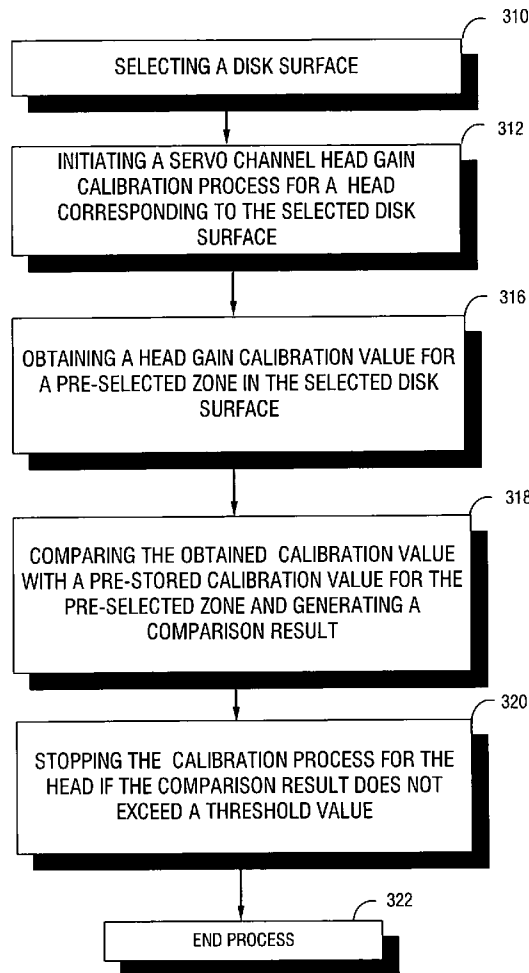 310
SELECTING A DISK SURFACE
312
INITIATING A SERVO CHANNEL HEAD GAIN
CALIBRATION PROCESS FOR A HEAD
CORRESPONDING TO THE SELECTED DISK
SURFACE
316
OBTAINING A HEAD GAIN CALIBRATION VALUE FOR
A PRE-SELECTED ZONE IN THE SELECTED DISK
SURFACE
318
COMPARING THE OBTAINED CALIBRATION VALUE
WITH A PRE-STORED CALIBRATION VALUE FOR THE
PRE-SELECTED ZONE AND GENERATING A
COMPARISON RESULT
320
STOPPING THE CALIBRATION PROCESS FOR THE
HEAD IF THE COMPARISON RESULT DOES NOT
EXCEED A THRESHOLD VALUE
322
END PROCESS